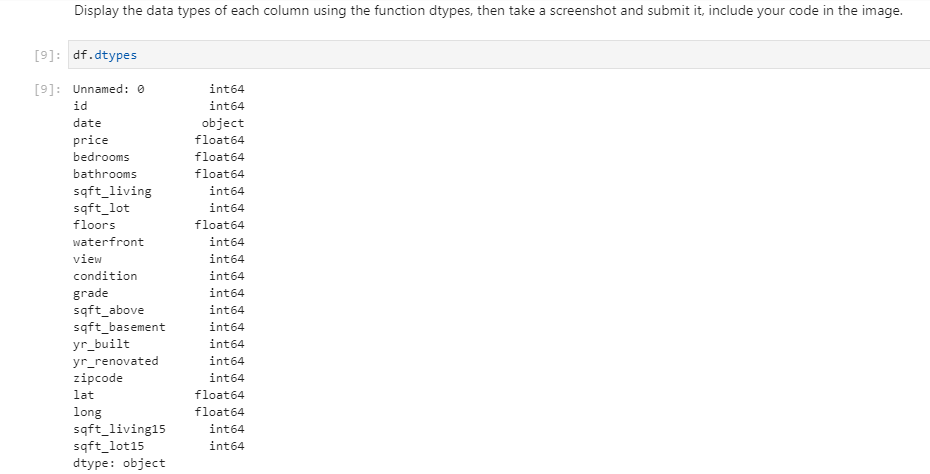 Display the data types of each column using the function dtypes, then take a screenshot and submit it, include your code in the image.
[9]: df.dtypes
[9]: Unnamed: 0 int64
id int64
date object
price float64
bedrooms float64
bathrooms float64
sqft_living int64
sqft_lot int64
floors float64
waterfront int64
view int64
condition int64
grade int64
sqft_above int64
sqft_basement int64
yr_built int64
yr_renovated int64
zipcode int64
lat float64
long float64
sqft_living15 int64
sqft_lot15 int64
dtype: object